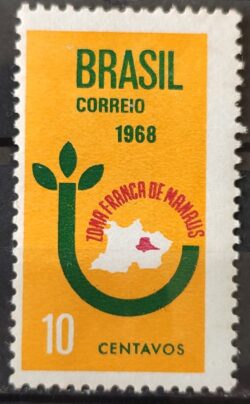 BRASIL
CORREIO
1968
ZONA FRANCA DE MANAUS
10 CENTAVOS